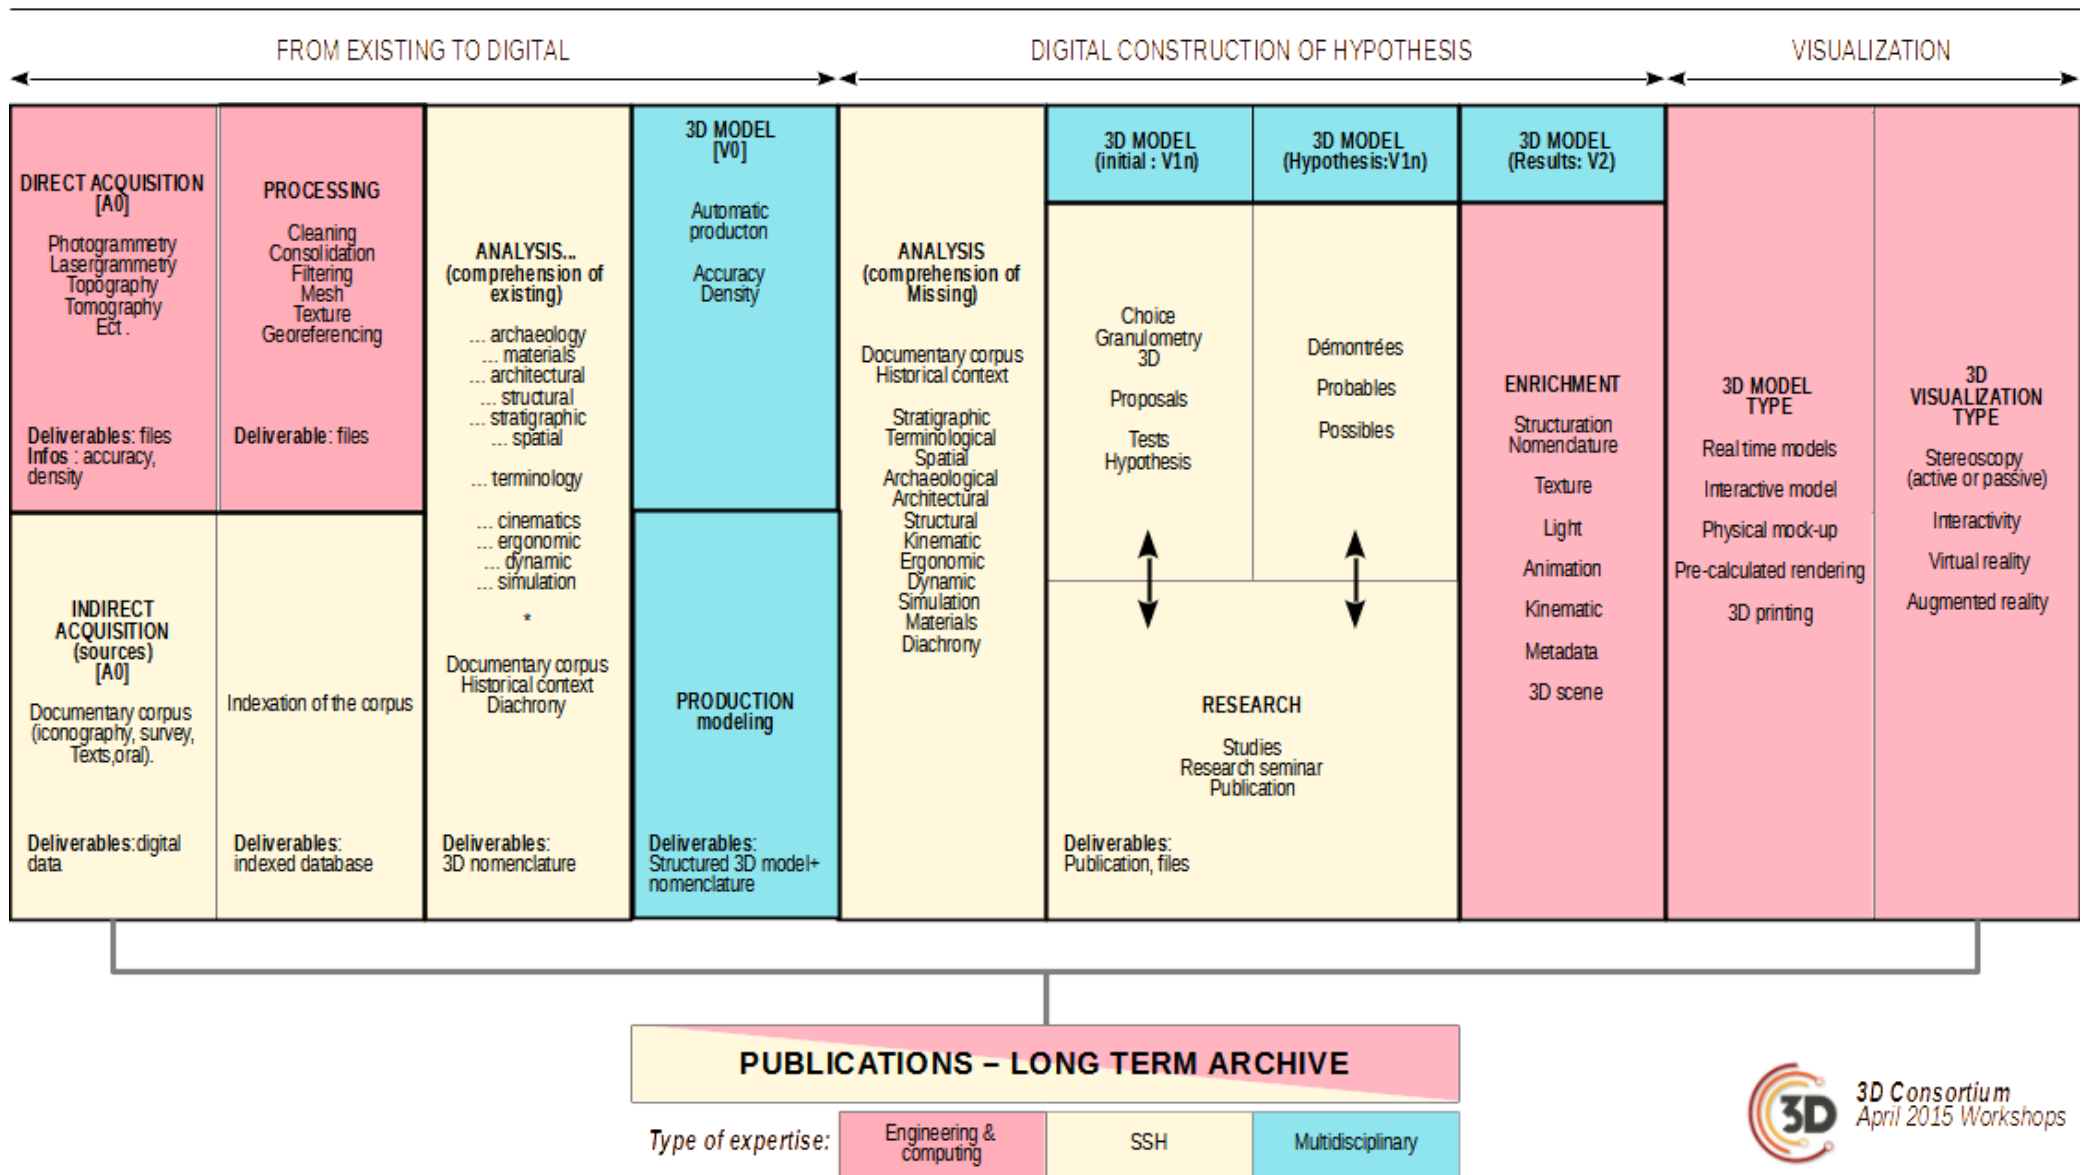 FROM EXISTING TO DIGITAL
DIGITAL CONSTRUCTION OF HYPOTHESIS
VISUALIZATION
DIRECT ACQUISITION
[A0]
Photogrammetry
Lasergrammetry
Topography
Tomography
Ect .
Deliverables: files
Infos : accuracy,
density
PROCESSING
Cleaning
Consolidation
Filtering
Mesh
Texture
Georeferencing
Deliverable: files
INDIRECT
ACQUISITION
(sources)
[A0]
Documentary corpus
(iconography, survey,
Texts,oral).
Deliverables:digital
data
Indexation of the corpus
Deliverables:
indexed database
ANALYSIS...
(comprehension of
existing)
... archaeology
... materials
... architectural
... structural
... stratigraphic
... spatial
... terminology
... cinematics
... ergonomic
... dynamic
... simulation
*
Documentary corpus
Historical context
Diachrony
Deliverables:
3D nomenclature
3D MODEL
[V0]
Automatic
producton
Accuracy
Density
PRODUCTION
modeling
Deliverables:
Structured 3D model+
nomenclature
ANALYSIS
(comprehension of
Missing)
Documentary corpus
Historical context
Stratigraphic
Terminological
Spatial
Archaeological
Architectural
Structural
Kinematic
Ergonomic
Dynamic
Simulation
Materials
Diachrony
3D MODEL
(initial : V1n)
Choice
Granulometry
3D
Proposals
Tests
Hypothesis
3D MODEL
(Hypothesis:V1n)
Démontrées
Probables
Possibles
RESEARCH
Studies
Research seminar
Publication
Deliverables:
Publication, files
3D MODEL
(Results: V2)
ENRICHMENT
Structuration
Nomenclature
Texture
Light
Animation
Kinematic
Metadata
3D scene
3D MODEL
TYPE
Real time models
Interactive model
Physical mock-up
Pre-calculated rendering
3D printing
3D
VISUALIZATION
TYPE
Stereoscopy
(active or passive)
Interactivity
Virtual reality
Augmented reality
PUBLICATIONS – LONG TERM ARCHIVE
Type of expertise:
Engineering &
computing
SSH
Multidisciplinary
3D
3D Consortium
April 2015 Workshops